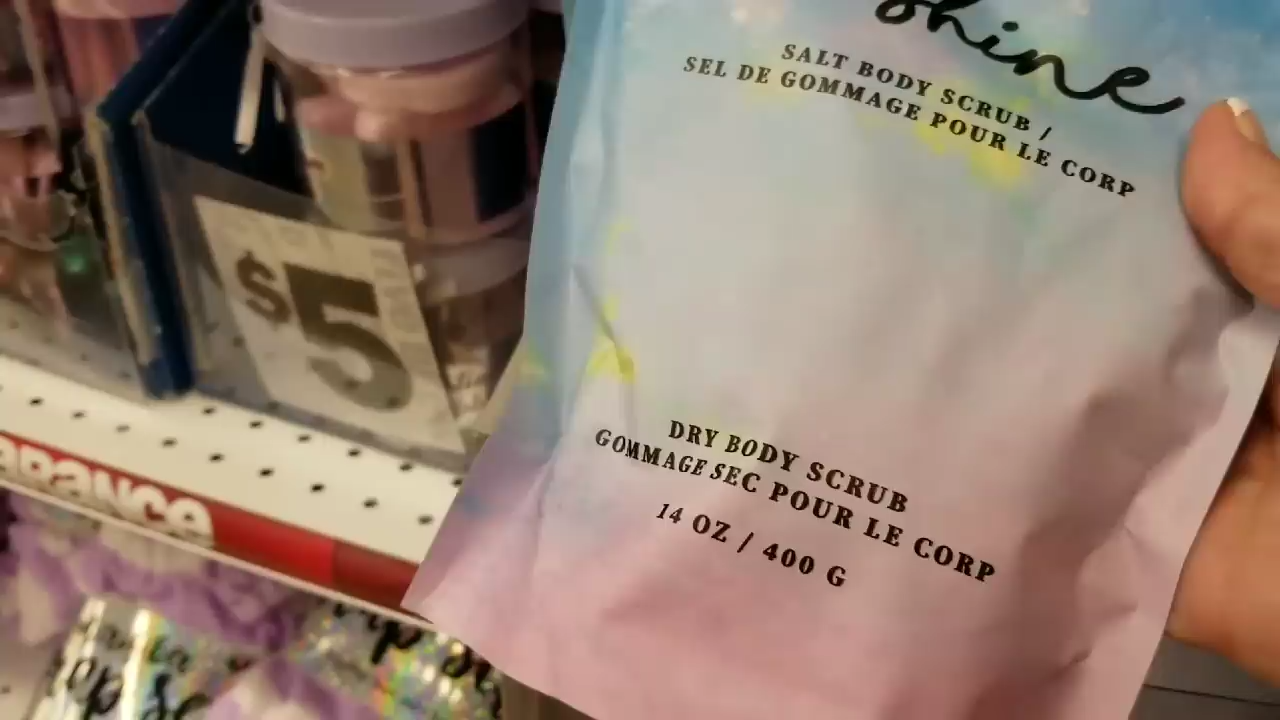 shine
SALT BODY SCRUB /
SEL DE GOMMAGE POUR LE CORP
$5
DRY BODY SCRUB
GOMMAGE SEC POUR LE CORP
14 OZ / 400 G